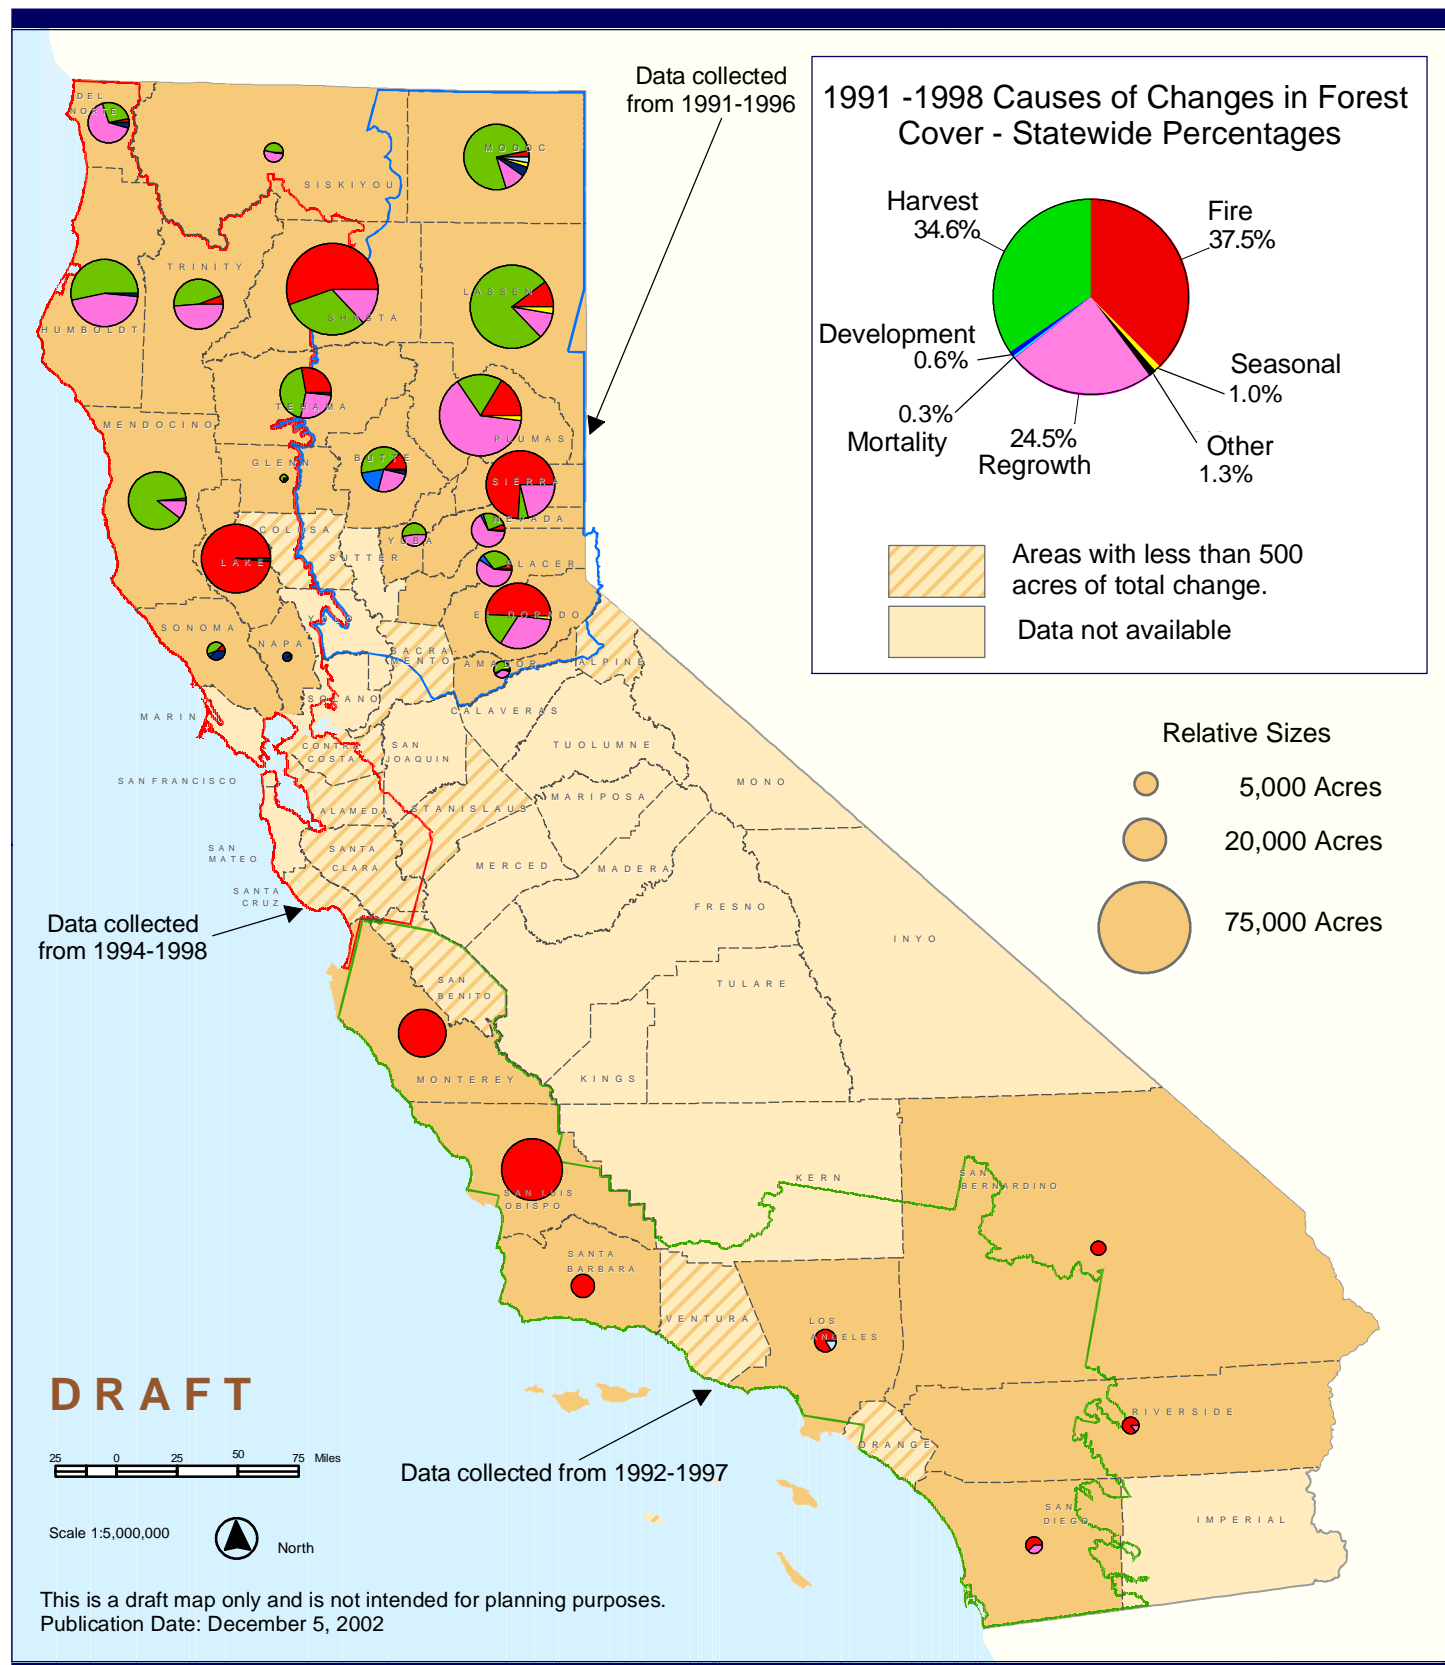 Data collected
from 1991-1996
1991 -1998 Causes of Changes in Forest
Cover - Statewide Percentages
Harvest
34.6%
Fire
37.5%
Development
0.6%
Seasonal
1.0%
0.3%
Mortality
24.5%
Regrowth
Other
1.3%
Areas with less than 500
acres of total change.
Data not available
Relative Sizes
5,000 Acres
20,000 Acres
75,000 Acres
DEL
NORTE
SISKIYOU
MODOC
HUMBOLDT
TRINITY
SHASTA
LASSEN
TEHAMA
PLUMAS
MENDOCINO
GLENN
BUTTE
SIERRA
NEVADA
COLUSA
SUTTER
YUBA
PLACER
LAKE
YOLO
EL DORADO
SONOMA
NAPA
SACRA-
MENTO
AMADOR
ALPINE
SOLANO
CALAVERAS
MARIN
CONTRA
COSTA
SAN
JOAQUIN
TUOLUMNE
MONO
SAN FRANCISCO
ALAMEDA
STANISLAUS
MARIPOSA
SAN
MATEO
SANTA
CLARA
MERCED
MADERA
SANTA
CRUZ
FRESNO
INYO
Data collected
from 1994-1998
SAN
BENITO
TULARE
MONTEREY
KINGS
SAN LUIS
OBISPO
KERN
SAN
BERNARDINO
SANTA
BARBARA
VENTURA
LOS
ANGELES
RIVERSIDE
ORANGE
SAN
DIEGO
IMPERIAL
DRAFT
25 0 25 50 75 Miles
Data collected from 1992-1997
Scale 1:5,000,000
North
This is a draft map only and is not intended for planning purposes.
Publication Date: December 5, 2002